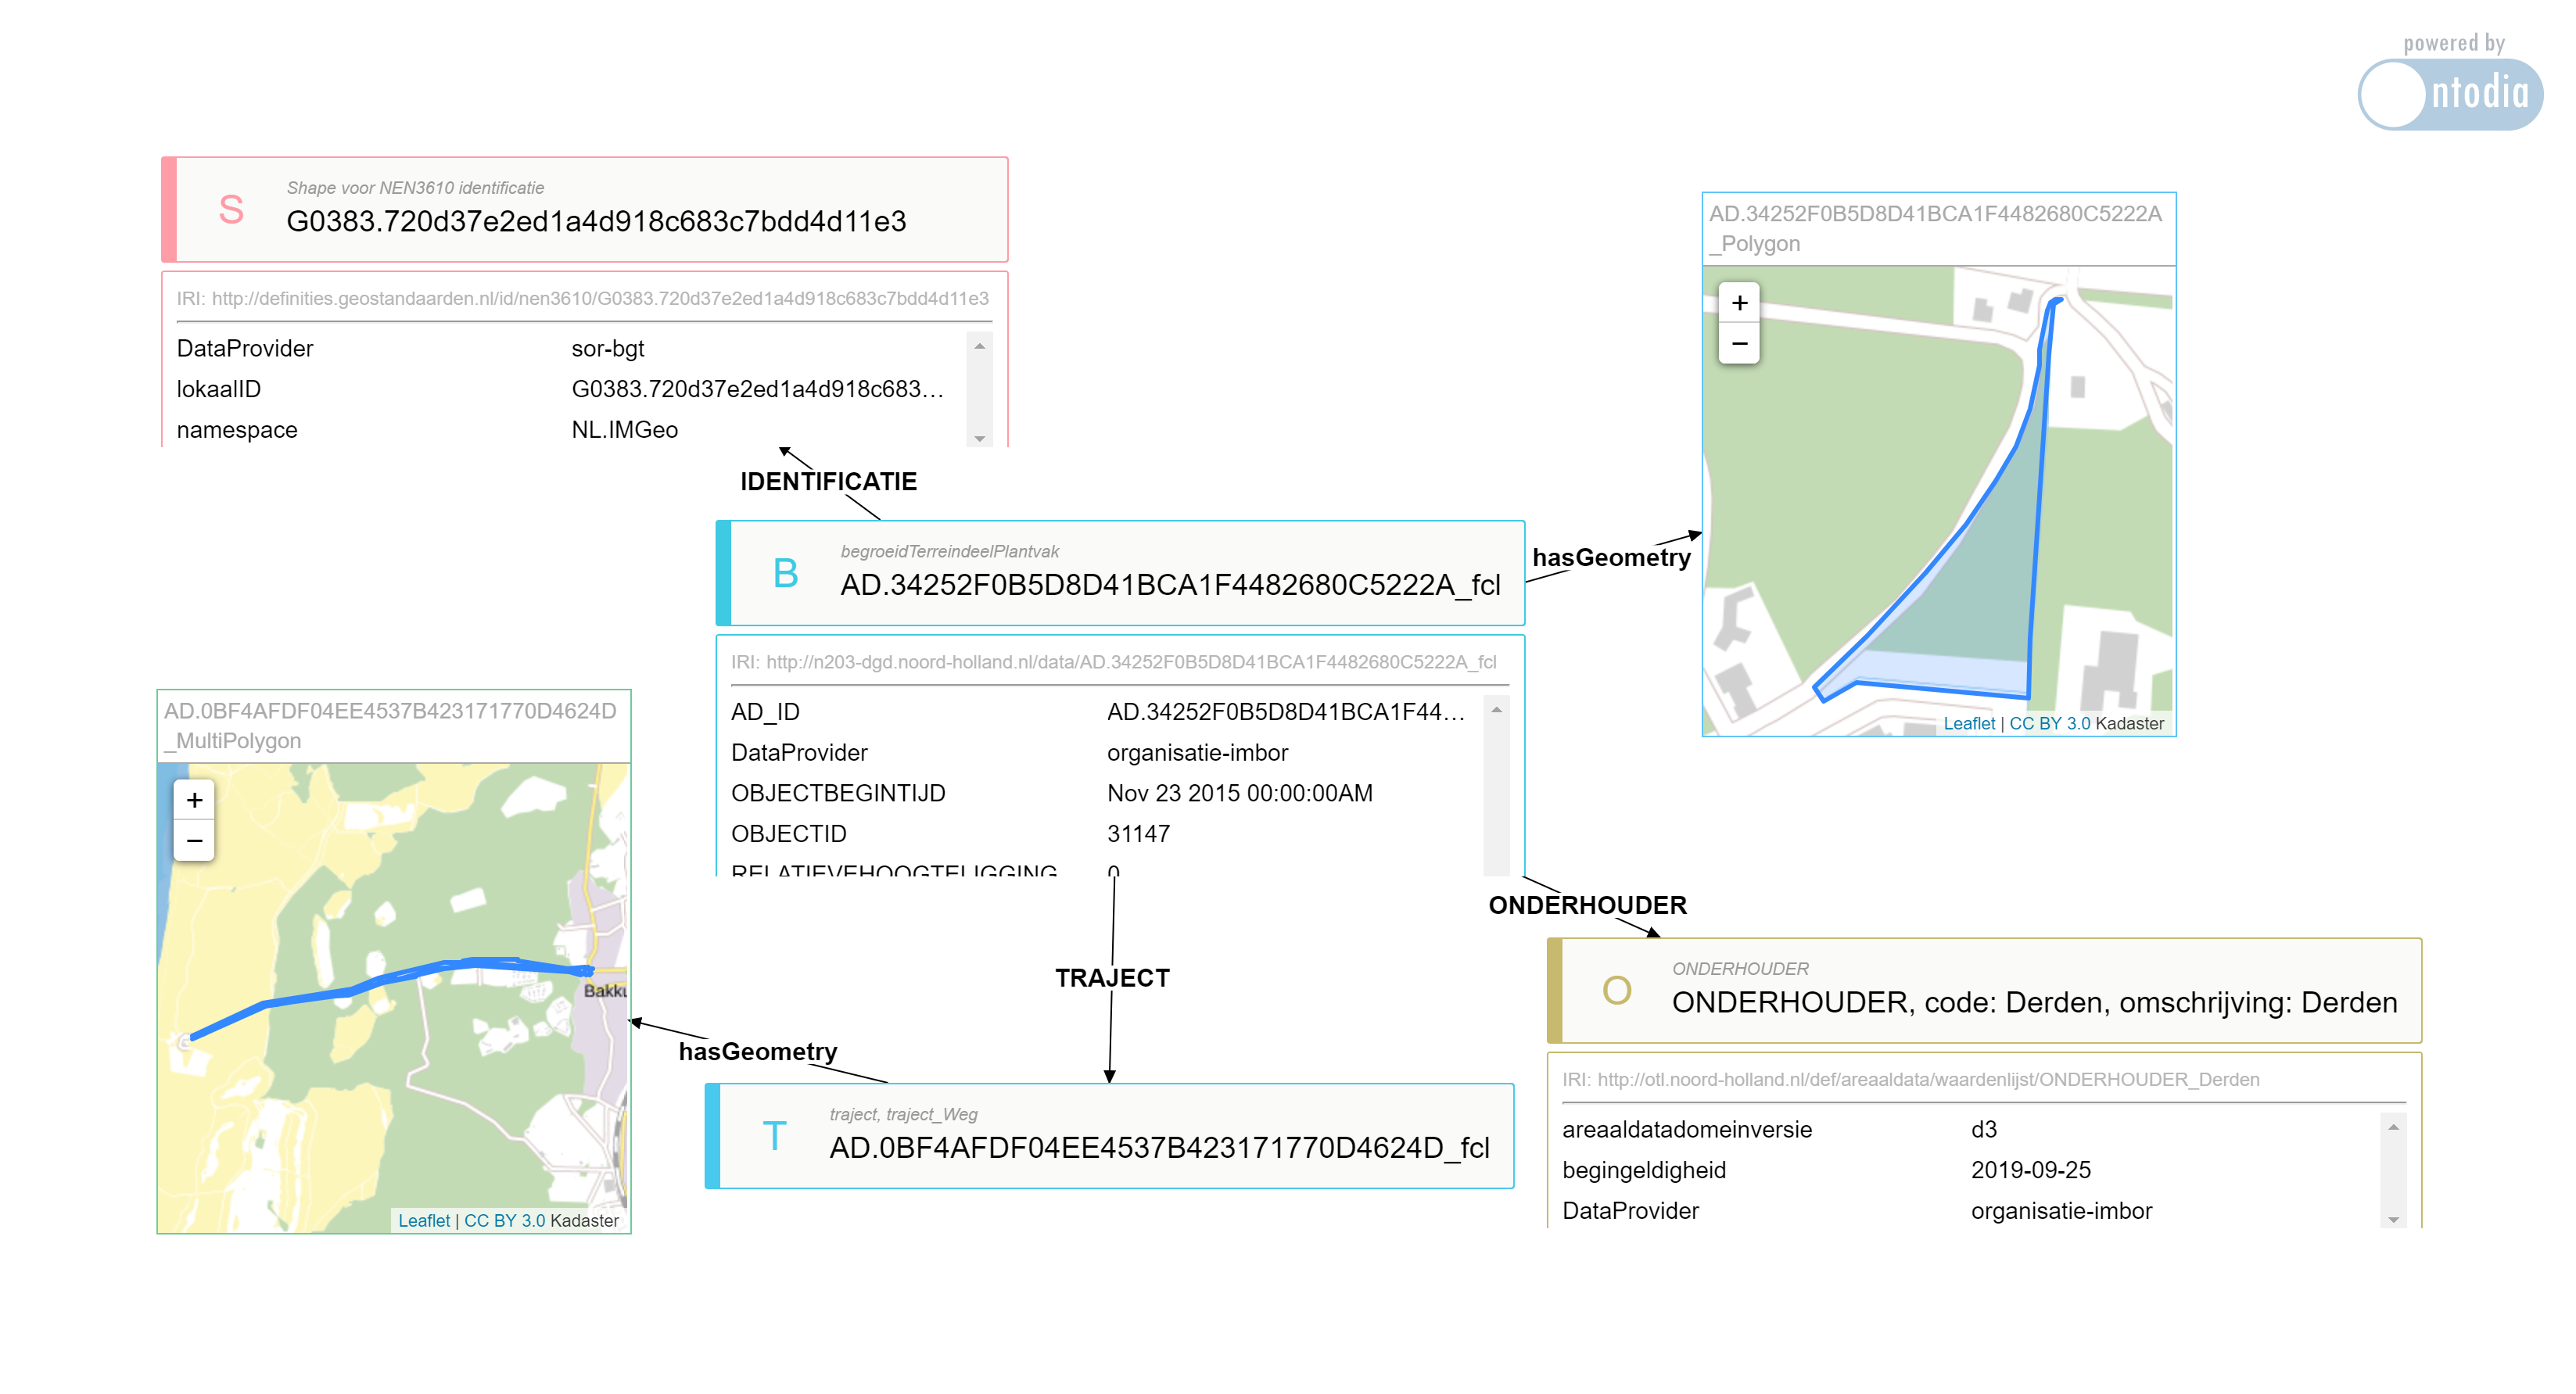 powered by
ntodia
Shape voor NEN3610 identificatie
S
G0383.720d37e2ed1a4d918c683c7bdd4d11e3
IRI: http://definities.geostandaarden.nl/id/nen3610/G0383.720d37e2ed1a4d918c683c7bdd4d11e3
DataProvider sor-bgt
lokaalID G0383.720d37e2ed1a4d918c683...
namespace NL.IMGeo
AD.34252F0B5D8D41BCA1F4482680C5222A
_Polygon
+
−
Leaflet | CC BY 3.0 Kadaster
IDENTIFICATIE
hasGeometry
begroeidTerreindeelPlantvak
B
AD.34252F0B5D8D41BCA1F4482680C5222A_fcl
IRI: http://n203-dgd.noord-holland.nl/data/AD.34252F0B5D8D41BCA1F4482680C5222A_fcl
AD_ID AD.34252F0B5D8D41BCA1F44...
DataProvider organisatie-imbor
OBJECTBEGINTIJD Nov 23 2015 00:00:00AM
OBJECTID 31147
RELATIEVEHOOGTELIGGING 0
AD.0BF4AFDF04EE4537B423171770D4624D
_MultiPolygon
+
−
Bakku
Leaflet | CC BY 3.0 Kadaster
ONDERHOUDER
TRAJECT
hasGeometry
traject, traject_Weg
T
AD.0BF4AFDF04EE4537B423171770D4624D_fcl
ONDERHOUDER
O
ONDERHOUDER, code: Derden, omschrijving: Derden
IRI: http://otl.noord-holland.nl/def/areaaldata/waardenlijst/ONDERHOUDER_Derden
areaaldatadomeinversie d3
begingeldigheid 2019-09-25
DataProvider organisatie-imbor